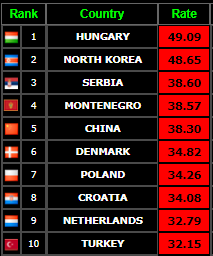 Rank Country Rate
1 HUNGARY 49.09
2 NORTH KOREA 48.65
3 SERBIA 38.60
4 MONTENEGRO 38.57
5 CHINA 38.30
6 DENMARK 34.82
7 POLAND 34.26
8 CROATIA 34.08
9 NETHERLANDS 32.79
10 TURKEY 32.15